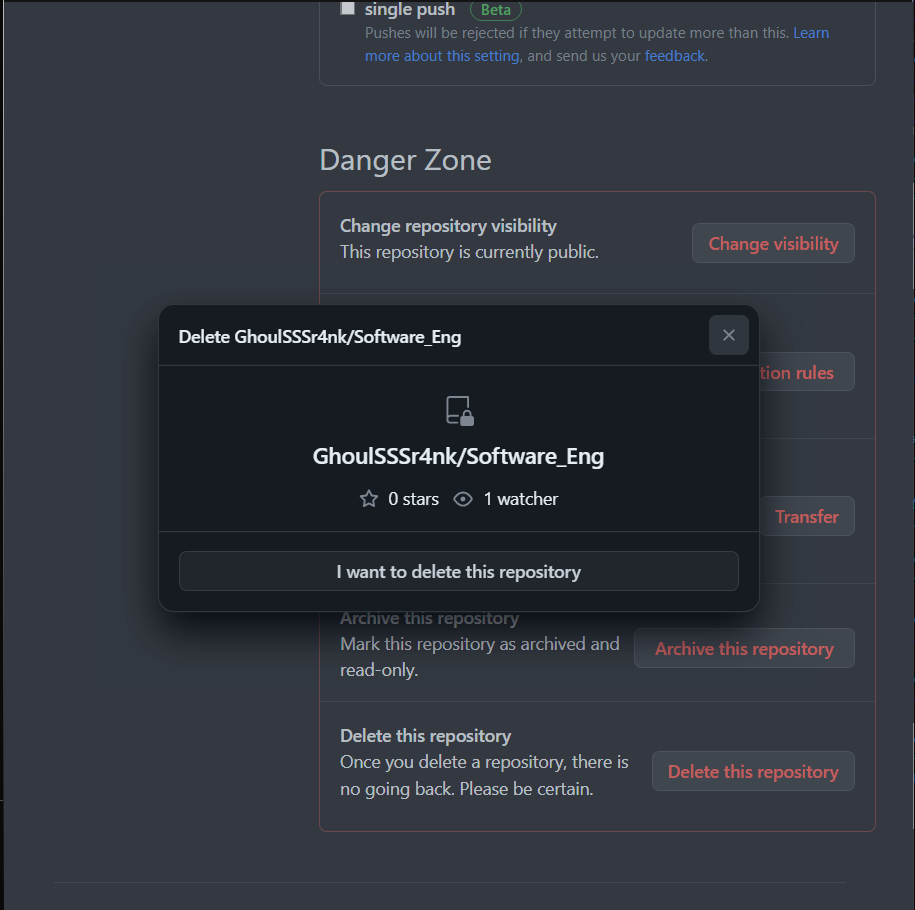 single push Beta
Pushes will be rejected if they attempt to update more than this. Learn
more about this setting, and send us your feedback.
Danger Zone
Change repository visibility
This repository is currently public.
Change visibility
Delete GhoulSSSr4nk/Software_Eng
tion rules
GhoulSSSr4nk/Software_Eng
0 stars 1 watcher
Transfer
I want to delete this repository
Archive this repository
Mark this repository as archived and
read-only.
Archive this repository
Delete this repository
Once you delete a repository, there is
no going back. Please be certain.
Delete this repository